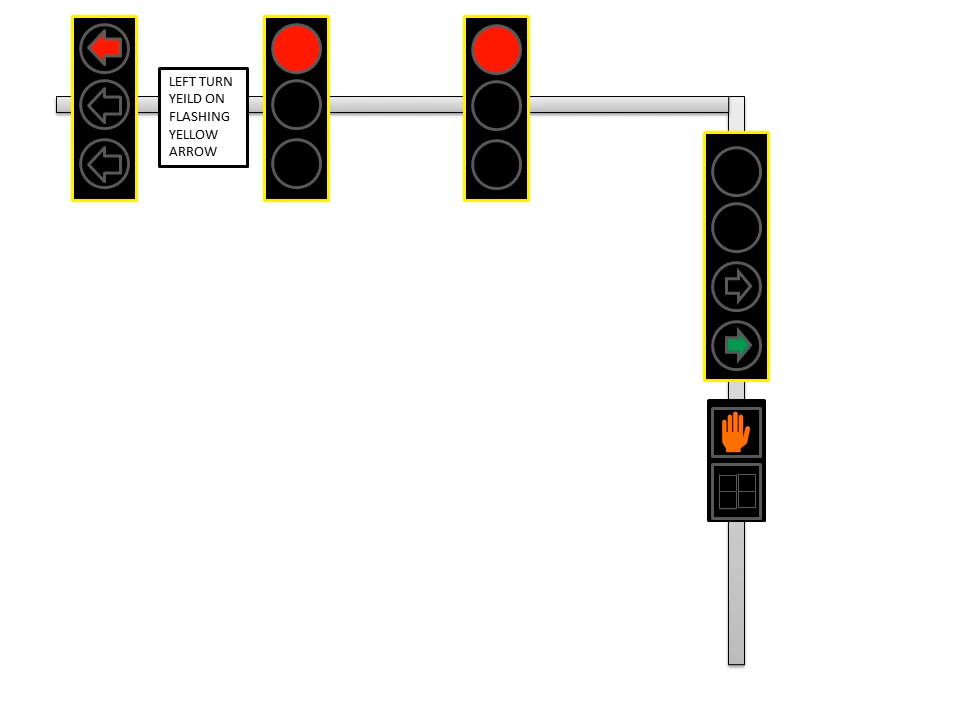 LEFT TURN
YEILD ON
FLASHING
YELLOW
ARROW